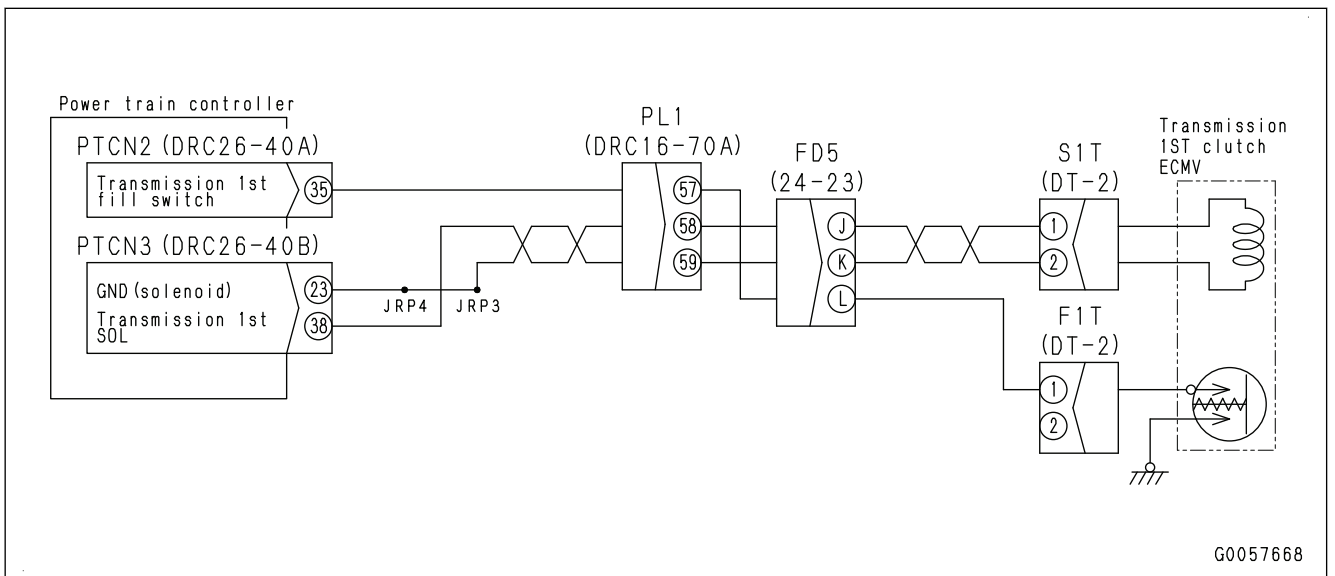 Power train controller
PTCN2 (DRC26-40A)
Transmission 1st
fill switch
35
PTCN3 (DRC26-40B)
GND (solenoid)
23
Transmission 1st
SOL
38
JRP4
JRP3
PL1
(DRC16-70A)
57
58
59
FD5
(24-23)
J
K
L
S1T
(DT-2)
1
2
F1T
(DT-2)
1
2
Transmission
1ST clutch
ECMV
G0057668